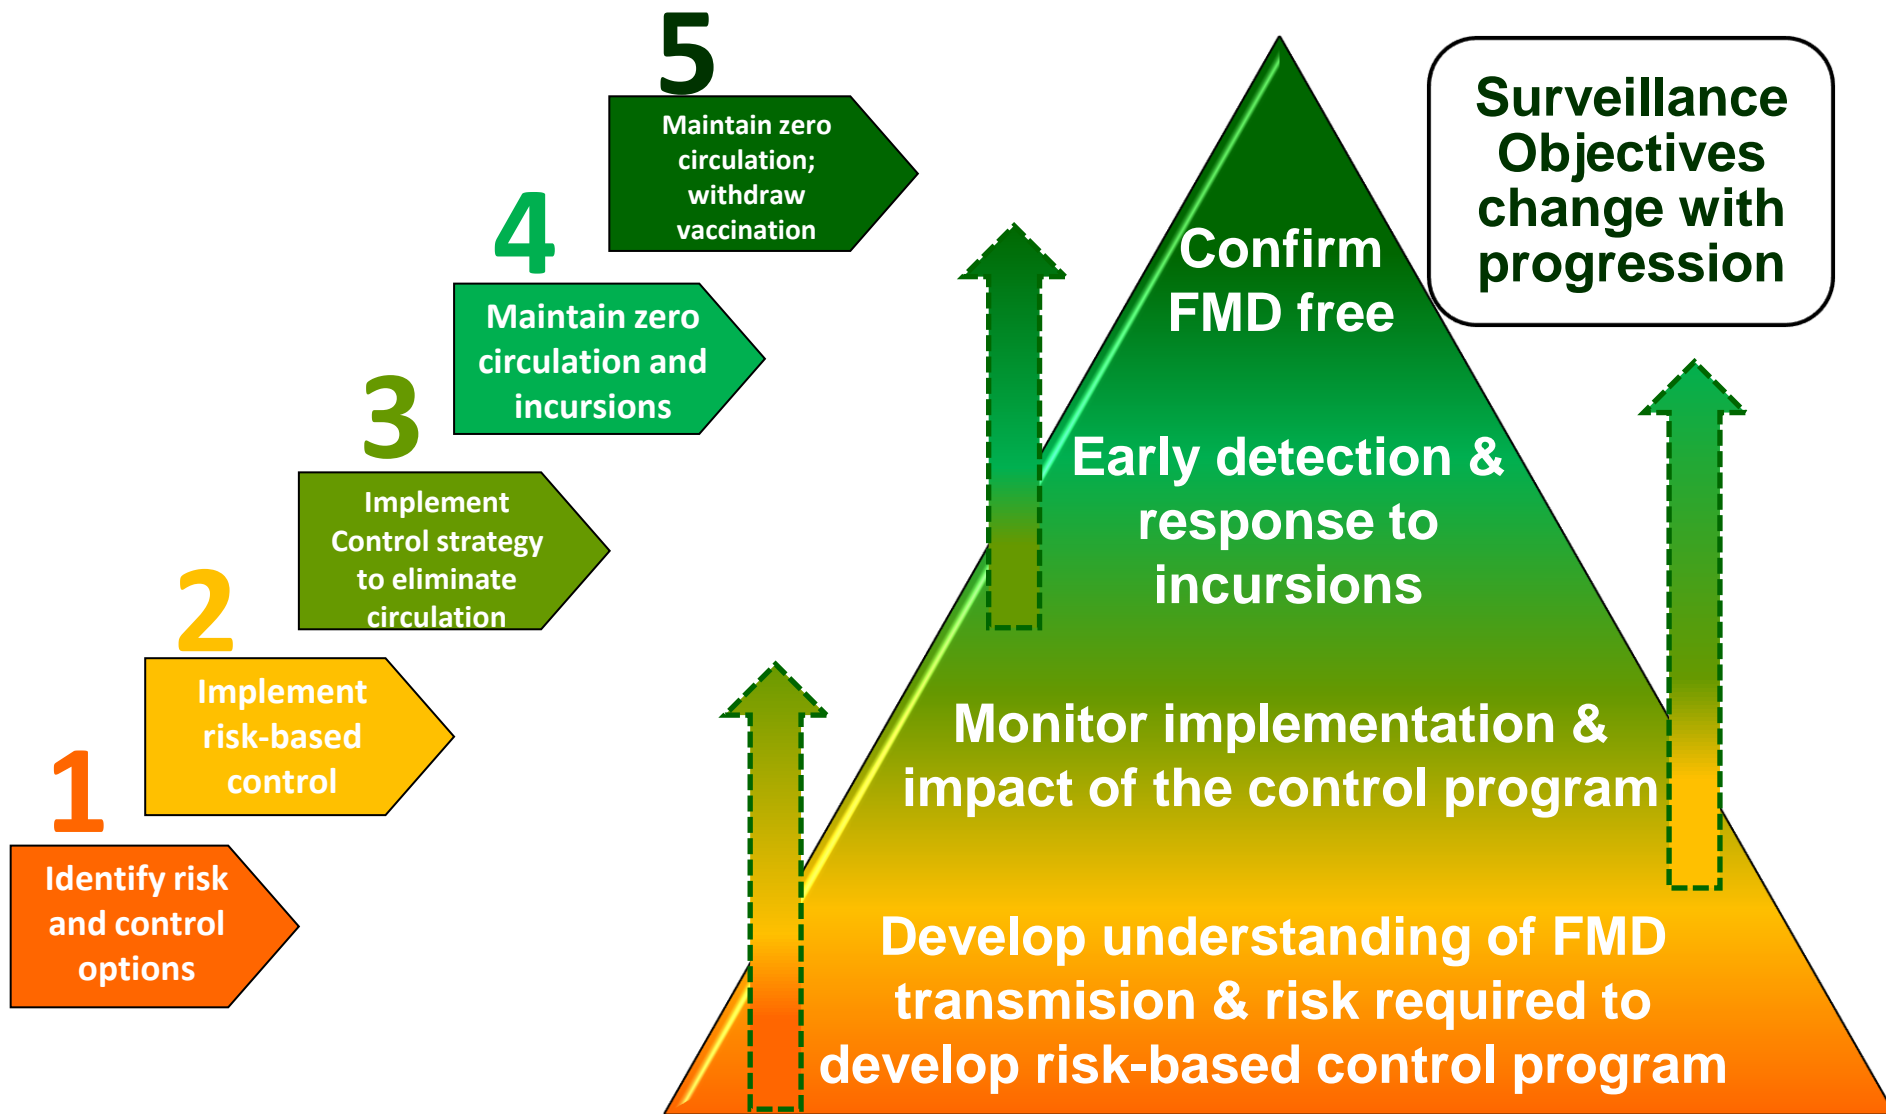 5
Maintain zero
circulation;
withdraw
vaccination
4
Maintain zero
circulation and
incursions
3
Implement
Control strategy
to eliminate
circulation
2
Implement
risk-based
control
1
Identify risk
and control
options
Surveillance
Objectives
change with
progression
Confirm
FMD free
Early detection &
response to
incursions
Monitor implementation &
impact of the control program
Develop understanding of FMD
transmision & risk required to
develop risk-based control program